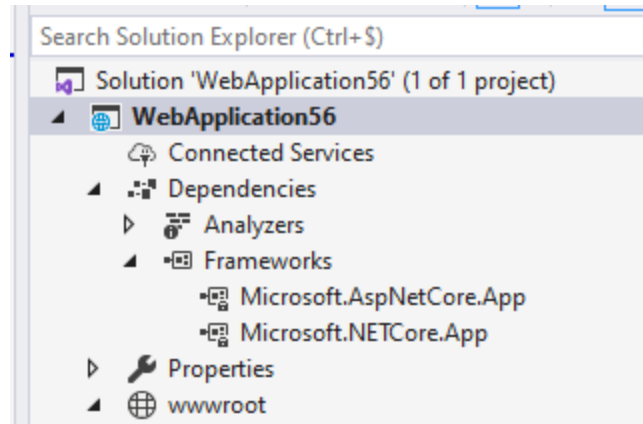 Search Solution Explorer (Ctrl+$)
Solution 'WebApplication56' (1 of 1 project)
WebApplication56
Connected Services
Dependencies
Analyzers
Frameworks
Microsoft.AspNetCore.App
Microsoft.NETCore.App
Properties
wwwroot